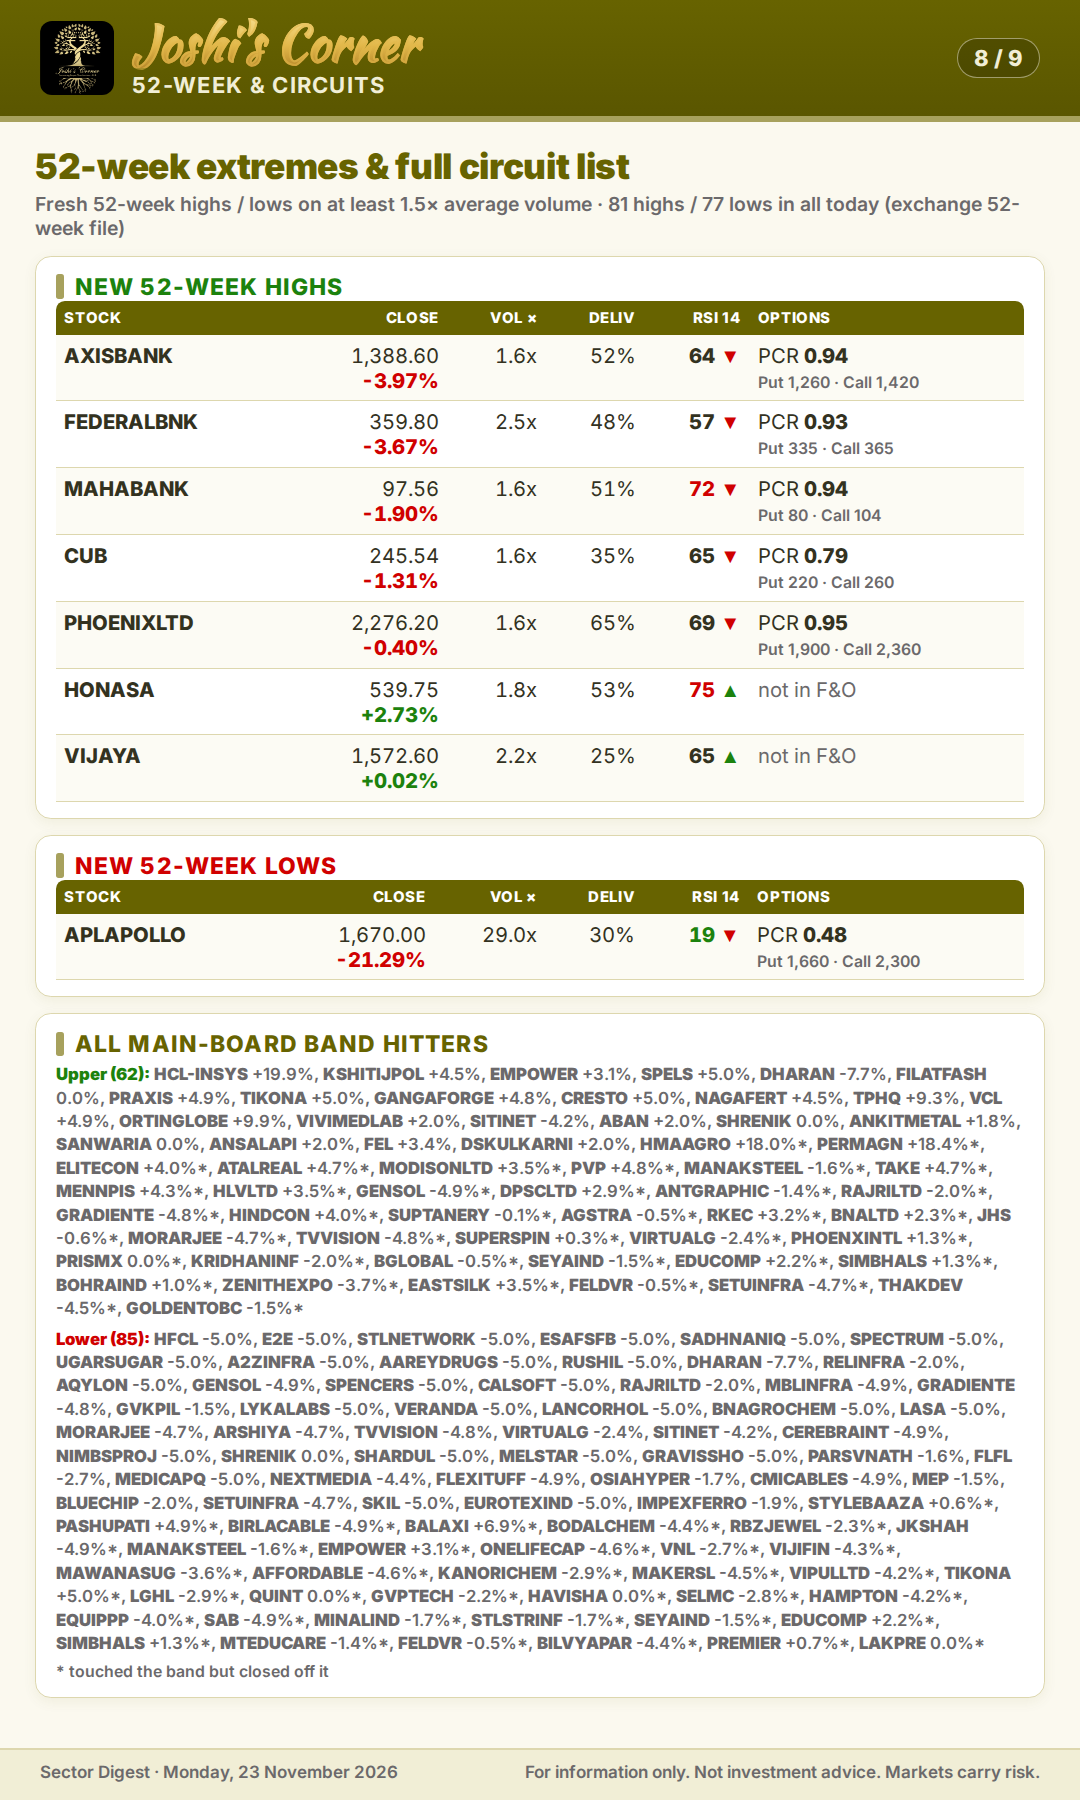 Joshi's Corner
Joshi's Corner
52-WEEK & CIRCUITS
8 / 9
52-week extremes & full circuit list
Fresh 52-week highs / lows on at least 1.5× average volume · 81 highs / 77 lows in all today (exchange 52-
week file)
NEW 52-WEEK HIGHS
STOCK CLOSE VOL × DELIV RSI 14 OPTIONS
AXISBANK 1,388.60 1.6x 52% 64 ▼ PCR 0.94
-3.97% Put 1,260 · Call 1,420
FEDERALBNK 359.80 2.5x 48% 57 ▼ PCR 0.93
-3.67% Put 335 · Call 365
MAHABANK 97.56 1.6x 51% 72 ▼ PCR 0.94
-1.90% Put 80 · Call 104
CUB 245.54 1.6x 35% 65 ▼ PCR 0.79
-1.31% Put 220 · Call 260
PHOENIXLTD 2,276.20 1.6x 65% 69 ▼ PCR 0.95
-0.40% Put 1,900 · Call 2,360
HONASA 539.75 1.8x 53% 75 ▲ not in F&O
+2.73%
VIJAYA 1,572.60 2.2x 25% 65 ▲ not in F&O
+0.02%
NEW 52-WEEK LOWS
STOCK CLOSE VOL × DELIV RSI 14 OPTIONS
APLAPOLLO 1,670.00 29.0x 30% 19 ▼ PCR 0.48
-21.29% Put 1,660 · Call 2,300
ALL MAIN-BOARD BAND HITTERS
Upper (62): HCL-INSYS +19.9%, KSHITIJPOL +4.5%, EMPOWER +3.1%, SPELS +5.0%, DHARAN -7.7%, FILATFASH
0.0%, PRAXIS +4.9%, TIKONA +5.0%, GANGAFORGE +4.8%, CRESTO +5.0%, NAGAFERT +4.5%, TPHQ +9.3%, VCL
+4.9%, ORTINGLOBE +9.9%, VIVIMEDLAB +2.0%, SITINET -4.2%, ABAN +2.0%, SHRENIK 0.0%, ANKITMETAL +1.8%,
SANWARIA 0.0%, ANSALAPI +2.0%, FEL +3.4%, DSKULKARNI +2.0%, HMAAGRO +18.0%*, PERMAGN +18.4%*,
ELITECON +4.0%*, ATALREAL +4.7%*, MODISONLTD +3.5%*, PVP +4.8%*, MANAKSTEEL -1.6%*, TAKE +4.7%*,
MENNPIS +4.3%*, HLVLTD +3.5%*, GENSOL -4.9%*, DPSCLTD +2.9%*, ANTGRAPHIC -1.4%*, RAJRILTD -2.0%*,
GRADIENTE -4.8%*, HINDCON +4.0%*, SUPTANERY -0.1%*, AGSTRA -0.5%*, RKEC +3.2%*, BNALTD +2.3%*, JHS
-0.6%*, MORARJEE -4.7%*, TVVISION -4.8%*, SUPERSPIN +0.3%*, VIRTUALG -2.4%*, PHOENXINTL +1.3%*,
PRISMX 0.0%*, KRIDHANINF -2.0%*, BGLOBAL -0.5%*, SEYAIND -1.5%*, EDUCOMP +2.2%*, SIMBHALS +1.3%*,
BOHRAIND +1.0%*, ZENITHEXPO -3.7%*, EASTSILK +3.5%*, FELDVR -0.5%*, SETUINFRA -4.7%*, THAKDEV
-4.5%*, GOLDENTOBC -1.5%*
Lower (85): HFCL -5.0%, E2E -5.0%, STLNETWORK -5.0%, ESAFSFB -5.0%, SADHNANIQ -5.0%, SPECTRUM -5.0%,
UGARSUGAR -5.0%, A2ZINFRA -5.0%, AAREYDRUGS -5.0%, RUSHIL -5.0%, DHARAN -7.7%, RELINFRA -2.0%,
AQYLON -5.0%, GENSOL -4.9%, SPENCERS -5.0%, CALSOFT -5.0%, RAJRILTD -2.0%, MBLINFRA -4.9%, GRADIENTE
-4.8%, GVKPIL -1.5%, LYKALABS -5.0%, VERANDA -5.0%, LANCORHOL -5.0%, BNAGROCHEM -5.0%, LASA -5.0%,
MORARJEE -4.7%, ARSHIYA -4.7%, TVVISION -4.8%, VIRTUALG -2.4%, SITINET -4.2%, CEREBRAINT -4.9%,
NIMBSPROJ -5.0%, SHRENIK 0.0%, SHARDUL -5.0%, MELSTAR -5.0%, GRAVISSHO -5.0%, PARSVNATH -1.6%, FLFL
-2.7%, MEDICAPQ -5.0%, NEXTMEDIA -4.4%, FLEXITUFF -4.9%, OSIAHYPER -1.7%, CMICABLES -4.9%, MEP -1.5%,
BLUECHIP -2.0%, SETUINFRA -4.7%, SKIL -5.0%, EUROTEXIND -5.0%, IMPEXFERRO -1.9%, STYLEBAAZA +0.6%*,
PASHUPATI +4.9%*, BIRLACABLE -4.9%*, BALAXI +6.9%*, BODALCHEM -4.4%*, RBZJEWEL -2.3%*, JKSHAH
-4.9%*, MANAKSTEEL -1.6%*, EMPOWER +3.1%*, ONELIFECAP -4.6%*, VNL -2.7%*, VIJIFIN -4.3%*,
MAWANASUG -3.6%*, AFFORDABLE -4.6%*, KANORICHEM -2.9%*, MAKERSL -4.5%*, VIPULLTD -4.2%*, TIKONA
+5.0%*, LGHL -2.9%*, QUINT 0.0%*, GVPTECH -2.2%*, HAVISHA 0.0%*, SELMC -2.8%*, HAMPTON -4.2%*,
EQUIPPP -4.0%*, SAB -4.9%*, MINALIND -1.7%*, STLSTRINF -1.7%*, SEYAIND -1.5%*, EDUCOMP +2.2%*,
SIMBHALS +1.3%*, MTEDUCARE -1.4%*, FELDVR -0.5%*, BILVYAPAR -4.4%*, PREMIER +0.7%*, LAKPRE 0.0%*
* touched the band but closed off it
Sector Digest · Monday, 23 November 2026
For information only. Not investment advice. Markets carry risk.